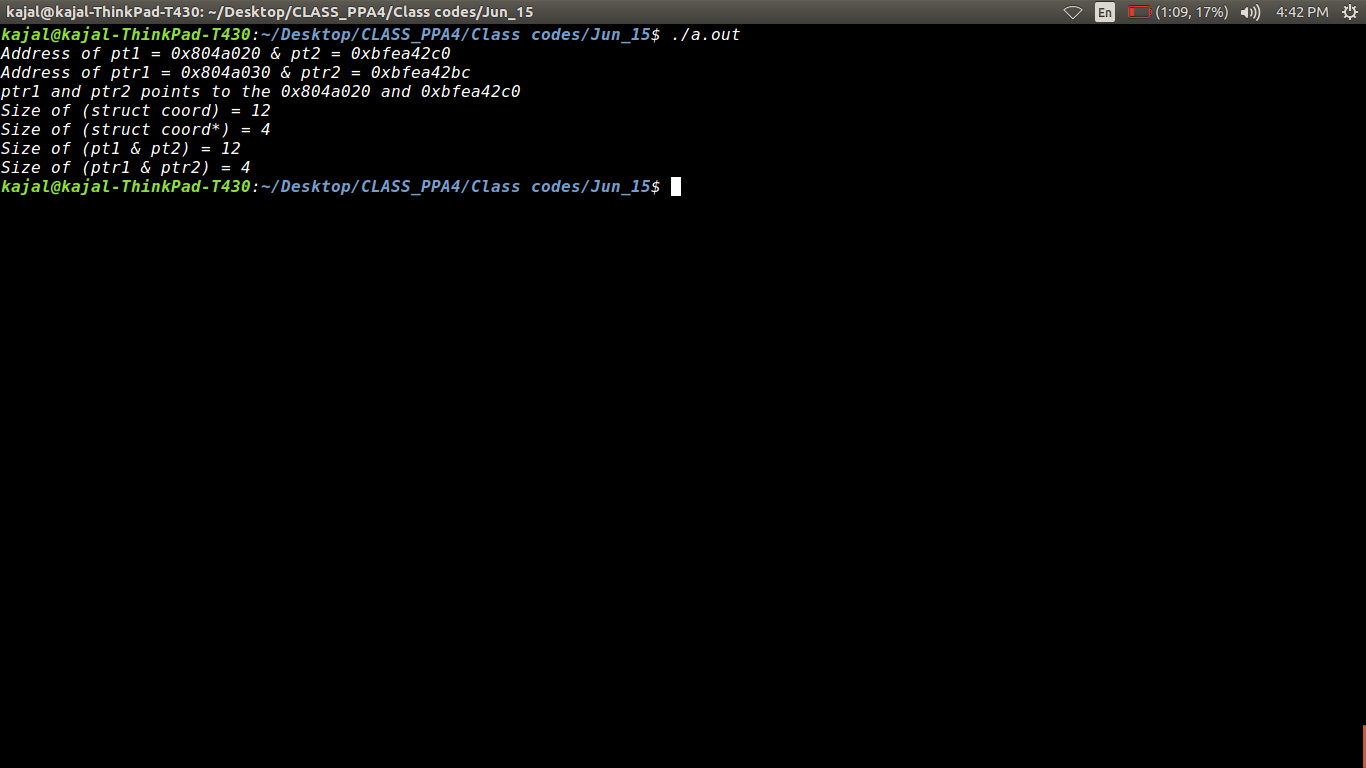 kajal@kajal-ThinkPad-T430: ~/Desktop/CLASS_PPA4/Class codes/Jun_15 En (1:09, 17%) 4:42 PM
kajal@kajal-ThinkPad-T430:~/Desktop/CLASS_PPA4/Class codes/Jun_15$ ./a.out
Address of pt1 = 0x804a020 & pt2 = 0xbfea42c0
Address of ptr1 = 0x804a030 & ptr2 = 0xbfea42bc
ptr1 and ptr2 points to the 0x804a020 and 0xbfea42c0
Size of (struct coord) = 12
Size of (struct coord*) = 4
Size of (pt1 & pt2) = 12
Size of (ptr1 & ptr2) = 4
kajal@kajal-ThinkPad-T430:~/Desktop/CLASS_PPA4/Class codes/Jun_15$